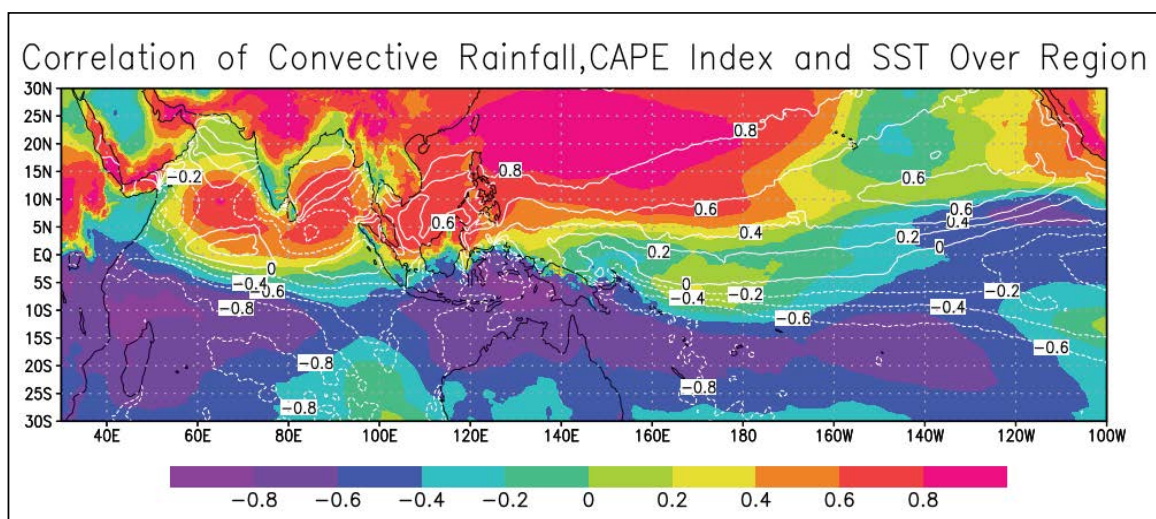 Correlation of Convective Rainfall,CAPE Index and SST Over Region
30N
25N
20N
15N
10N
5N
EQ
5S
10S
15S
20S
25S
30S
0.8
0.8
-0.2
0.6
0.6
0.6
0.6
0.4
0.4
0.2
0.2
0
0
0
-0.4
-0.6
-0.8
-0.4
-0.2
-0.2
-0.4
-0.6
-0.6
-0.8
-0.8
-0.8
40E 60E 80E 100E 120E 140E 160E 180 160W 140W 120W 100W
-0.8 -0.6 -0.4 -0.2 0 0.2 0.4 0.6 0.8